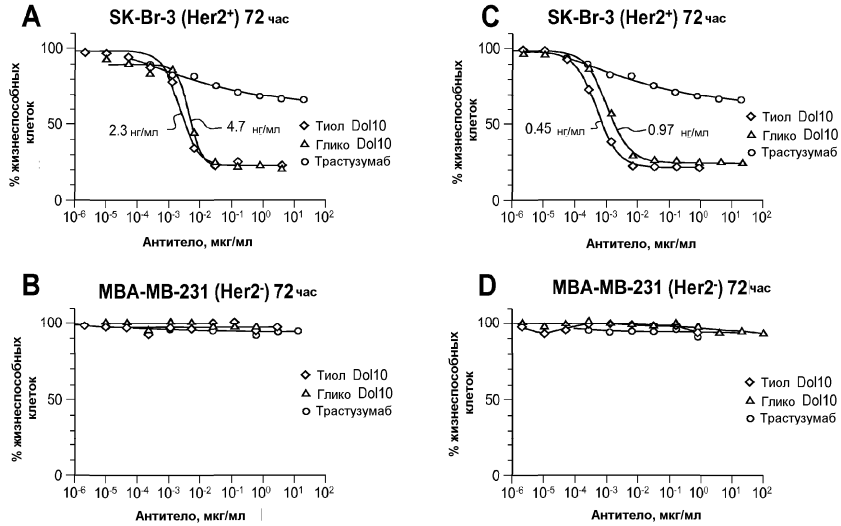 A
SK-Br-3 (Her2⁺) 72 час
% жизнеспособных
клеток
100
50
0
2.3 нг/мл
4.7
нг/мл
Тиол Dol10
Глико Dol10
Трастузумаб
10⁻⁶ 10⁻⁵ 10⁻⁴ 10⁻³ 10⁻² 10⁻¹ 10⁰ 10¹ 10²
Антитело, мкг/мл
C
SK-Br-3 (Her2⁺) 72 час
% жизнеспособных
клеток
100
50
0
0.45 нг/мл
0.97 нг/мл
Тиол Dol10
Глико Dol10
Трастузумаб
10⁻⁶ 10⁻⁵ 10⁻⁴ 10⁻³ 10⁻² 10⁻¹ 10⁰ 10¹ 10²
Антитело, мкг/мл
B
MBA-MB-231 (Her2⁻) 72 час
% жизнеспособных
клеток
100
50
0
Тиол Dol10
Глико Dol10
Трастузумаб
10⁻⁶ 10⁻⁵ 10⁻⁴ 10⁻³ 10⁻² 10⁻¹ 10⁰ 10¹ 10²
Антитело, мкг/мл
D
MBA-MB-231 (Her2⁻) 72 час
% жизнеспособных
клеток
100
50
0
Тиол Dol10
Глико Dol10
Трастузумаб
10⁻⁶ 10⁻⁵ 10⁻⁴ 10⁻³ 10⁻² 10⁻¹ 10⁰ 10¹ 10²
Антитело, мкг/мл